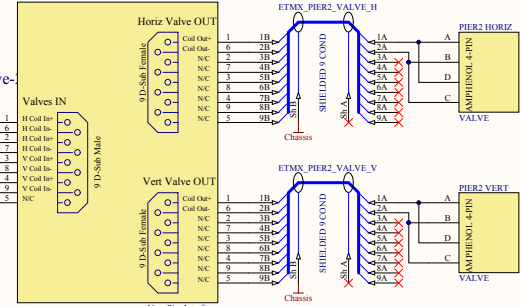 ETMX_PIER2_VALVE_H
Horiz Valve OUT
PIER2 HORIZ
Coil Out+ 1 1B 1A A
Coil Out- 6 2B 2A
N/C 2 3B 3A B
N/C 7 4B 4A
N/C 3 5B 5A D
N/C 8 6B 6A
N/C 4 7B 7A C
N/C 9 8B 8A
N/C 5 9B 9A
9 D-Sub Female
SHIELDED 9 COND
Sh B
Sh A
AMPHENOL 4-PIN
VALVE
Chassis
Valves IN
1 H Coil In+
6 H Coil In-
2 H Coil In+
7 H Coil In-
3 V Coil In+
8 V Coil In-
4 V Coil In+
9 V Coil In-
5 N/C
9 D-Sub Male
ETMX_PIER2_VALVE_V
Vert Valve OUT
PIER2 VERT
Coil Out+ 1 1B 1A A
Coil Out- 6 2B 2A
N/C 2 3B 3A B
N/C 7 4B 4A
N/C 3 5B 5A D
N/C 8 6B 6A
N/C 4 7B 7A C
N/C 9 8B 8A
N/C 5 9B 9A
9 D-Sub Female
SHIELDED 9 COND
Sh B
Sh A
AMPHENOL 4-PIN
VALVE
Chassis